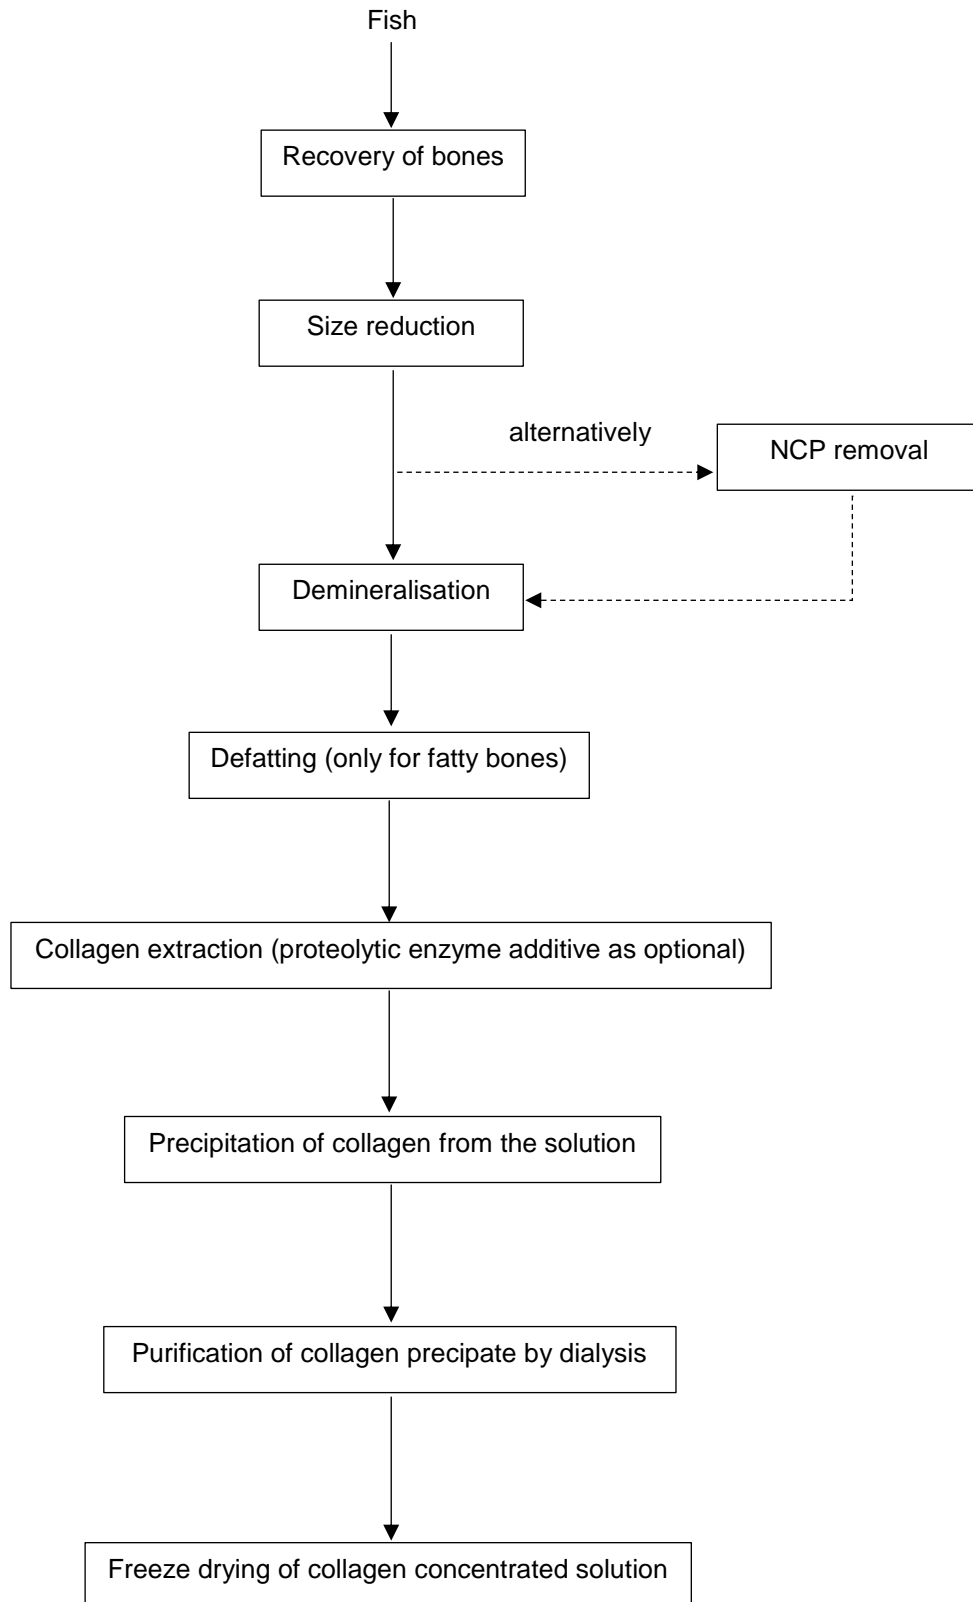 Fish
Recovery of bones
Size reduction
alternatively
NCP removal
Demineralisation
Defatting (only for fatty bones)
Collagen extraction (proteolytic enzyme additive as optional)
Precipitation of collagen from the solution
Purification of collagen precipate by dialysis
Freeze drying of collagen concentrated solution